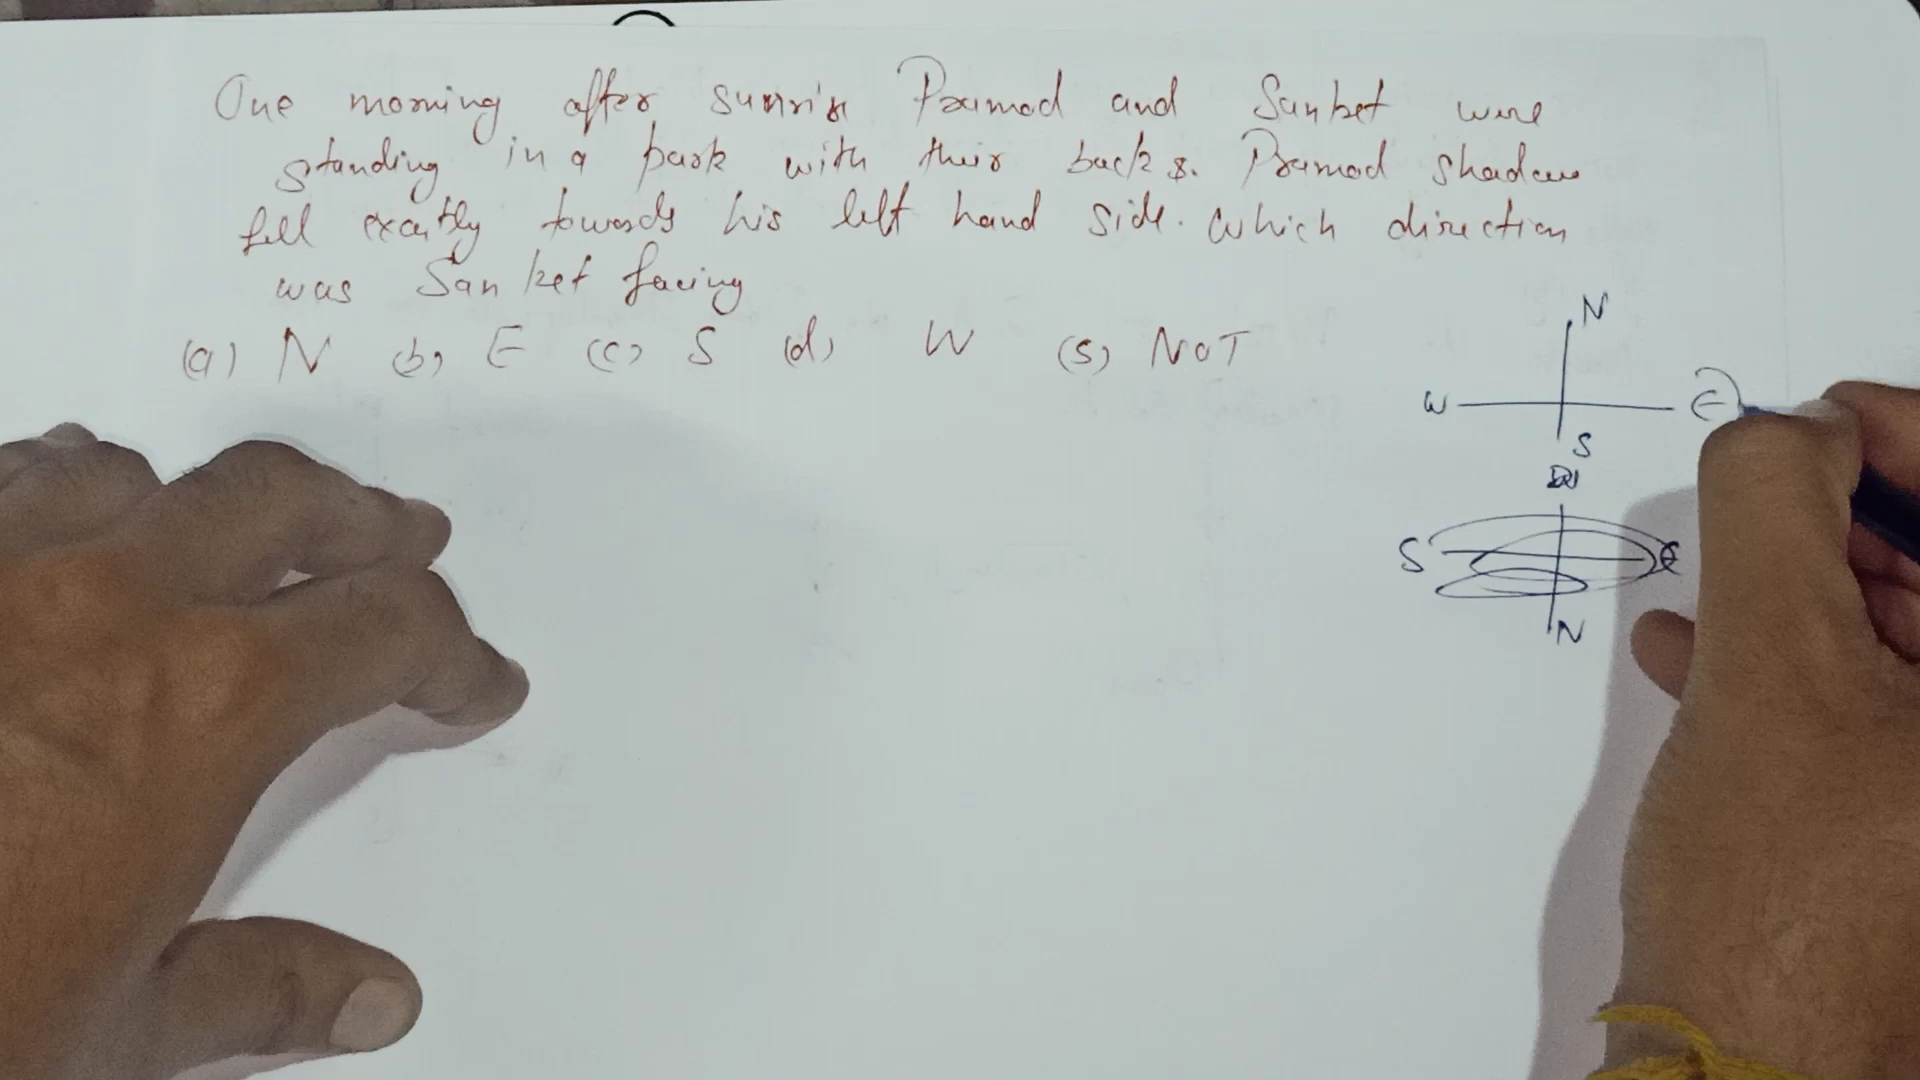 One morning after sunrise Pramod and Sanket were
standing in a park with their backs. Pramod shadow
fell exactly towards his left hand side. Which direction
was Sanket facing
(a) N (b) E (c) S (d) W (s) NOT
N
W E
S
S E
N